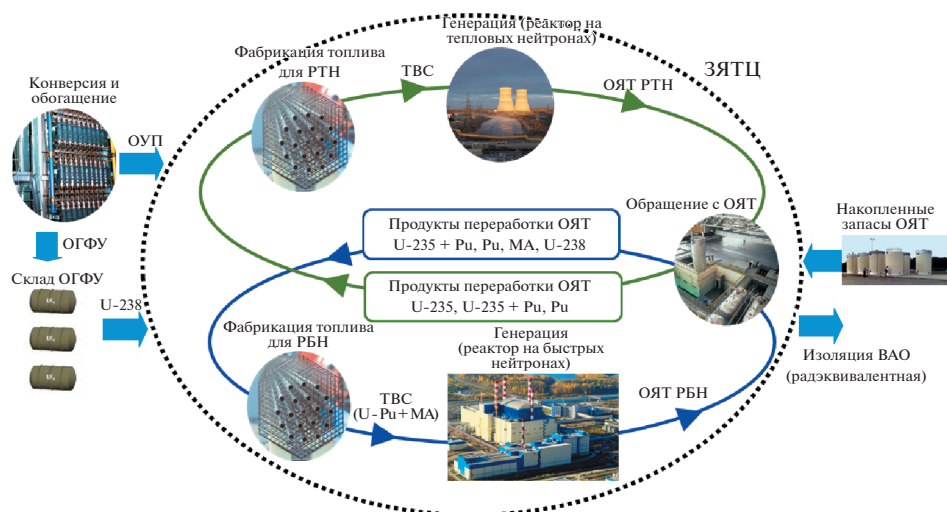 Генерация (реактор на
тепловых нейтронах)
Фабрикация топлива
для РТН
ТВС
ОЯТ РТН
ЗЯТЦ
Конверсия и
обогащение
ОУП
ОГФУ
Склад ОГФУ
U-238
Продукты переработки ОЯТ
U-235 + Pu, Pu, МА, U-238
Обращение с ОЯТ
Накопленные
запасы ОЯТ
Продукты переработки ОЯТ
U-235, U-235 + Pu, Pu
Фабрикация топлива
для РБН
Генерация
(реактор на быстрых
нейтронах)
ТВС
(U-Pu+МА)
ОЯТ РБН
Изоляция ВАО
(радэквивалентная)